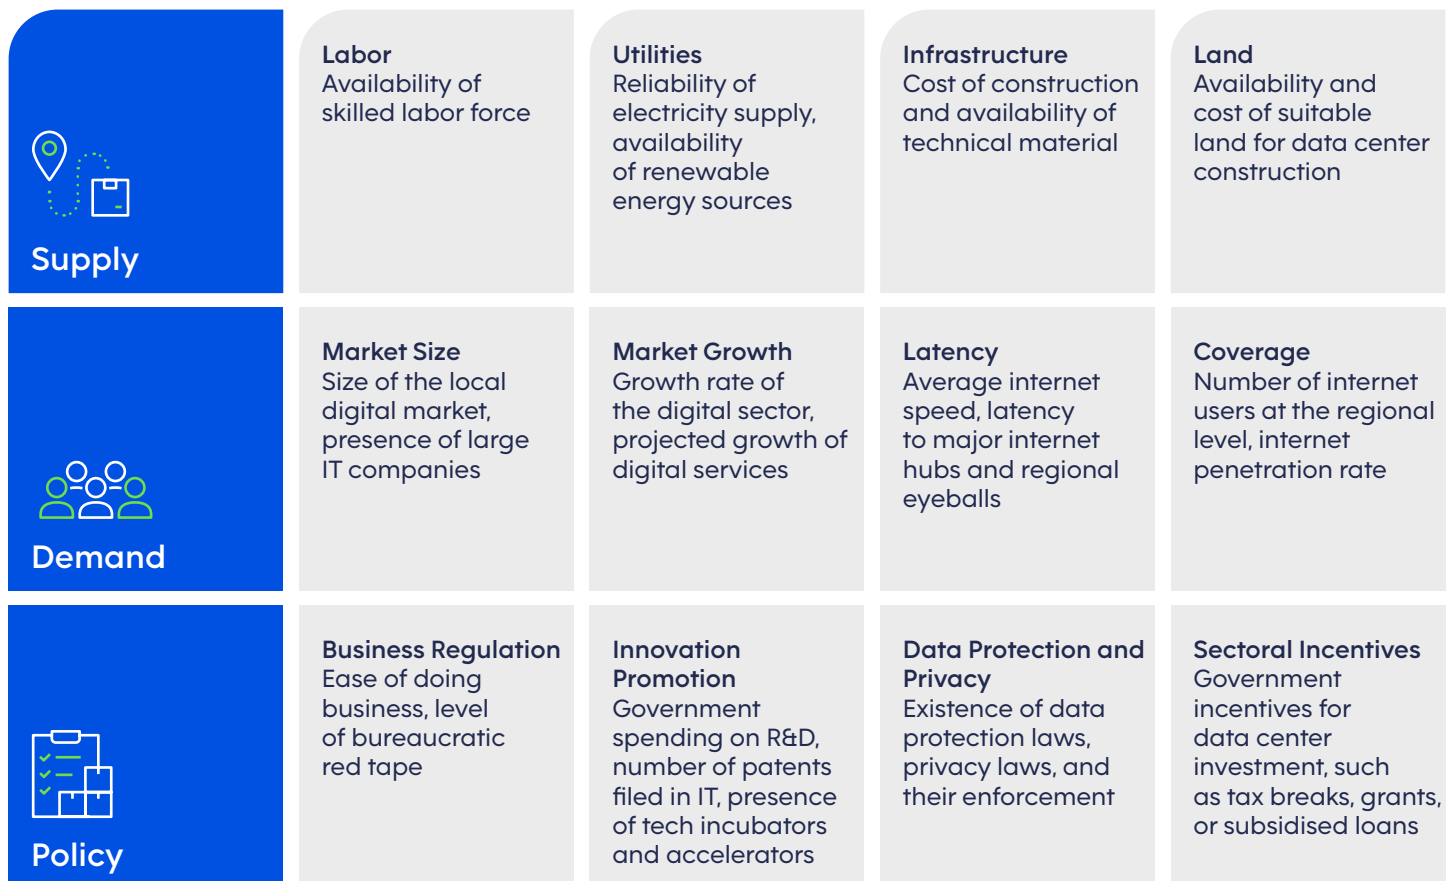 Supply
Labor
Availability of
skilled labor force
Utilities
Reliability of
electricity supply,
availability
of renewable
energy sources
Infrastructure
Cost of construction
and availability of
technical material
Land
Availability and
cost of suitable
land for data center
construction
Demand
Market Size
Size of the local
digital market,
presence of large
IT companies
Market Growth
Growth rate of
the digital sector,
projected growth of
digital services
Latency
Average internet
speed, latency
to major internet
hubs and regional
eyeballs
Coverage
Number of internet
users at the regional
level, internet
penetration rate
Policy
Business Regulation
Ease of doing
business, level
of bureaucratic
red tape
Innovation
Promotion
Government
spending on R&D,
number of patents
filed in IT, presence
of tech incubators
and accelerators
Data Protection and
Privacy
Existence of data
protection laws,
privacy laws, and
their enforcement
Sectoral Incentives
Government
incentives for
data center
investment, such
as tax breaks, grants,
or subsidised loans